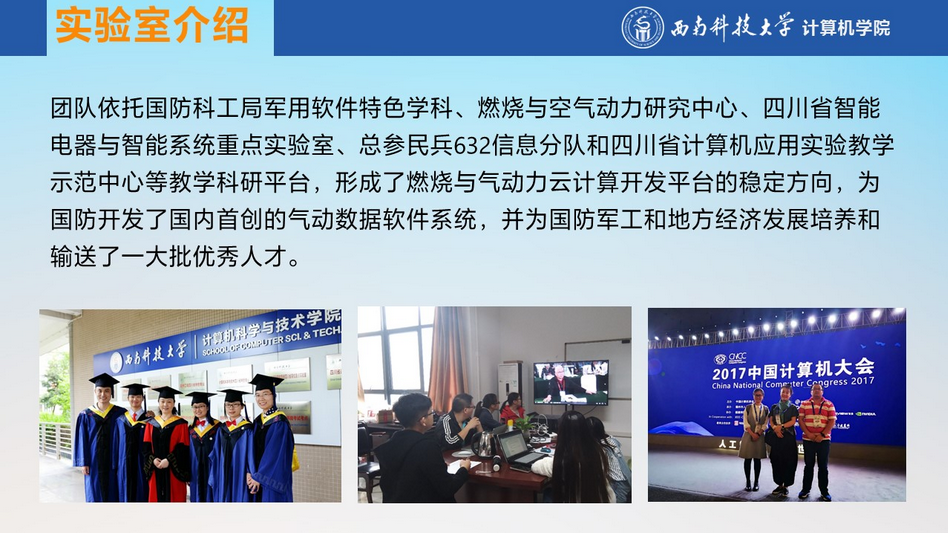 实验室介绍
西南科技大学 计算机学院
团队依托国防科工局军用软件特色学科、燃烧与空气动力研究中心、四川省智能
电器与智能系统重点实验室、总参民兵632信息分队和四川省计算机应用实验教学
示范中心等教学科研平台，形成了燃烧与气动力云计算开发平台的稳定方向，为
国防开发了国内首创的气动数据软件系统，并为国防军工和地方经济发展培养和
输送了一大批优秀人才。
西南科技大学 计算机科学与技术学院
SCHOOL OF COMPUTER SCI. & TECH.
CNCC
2017中国计算机大会
China National Computer Congress 2017